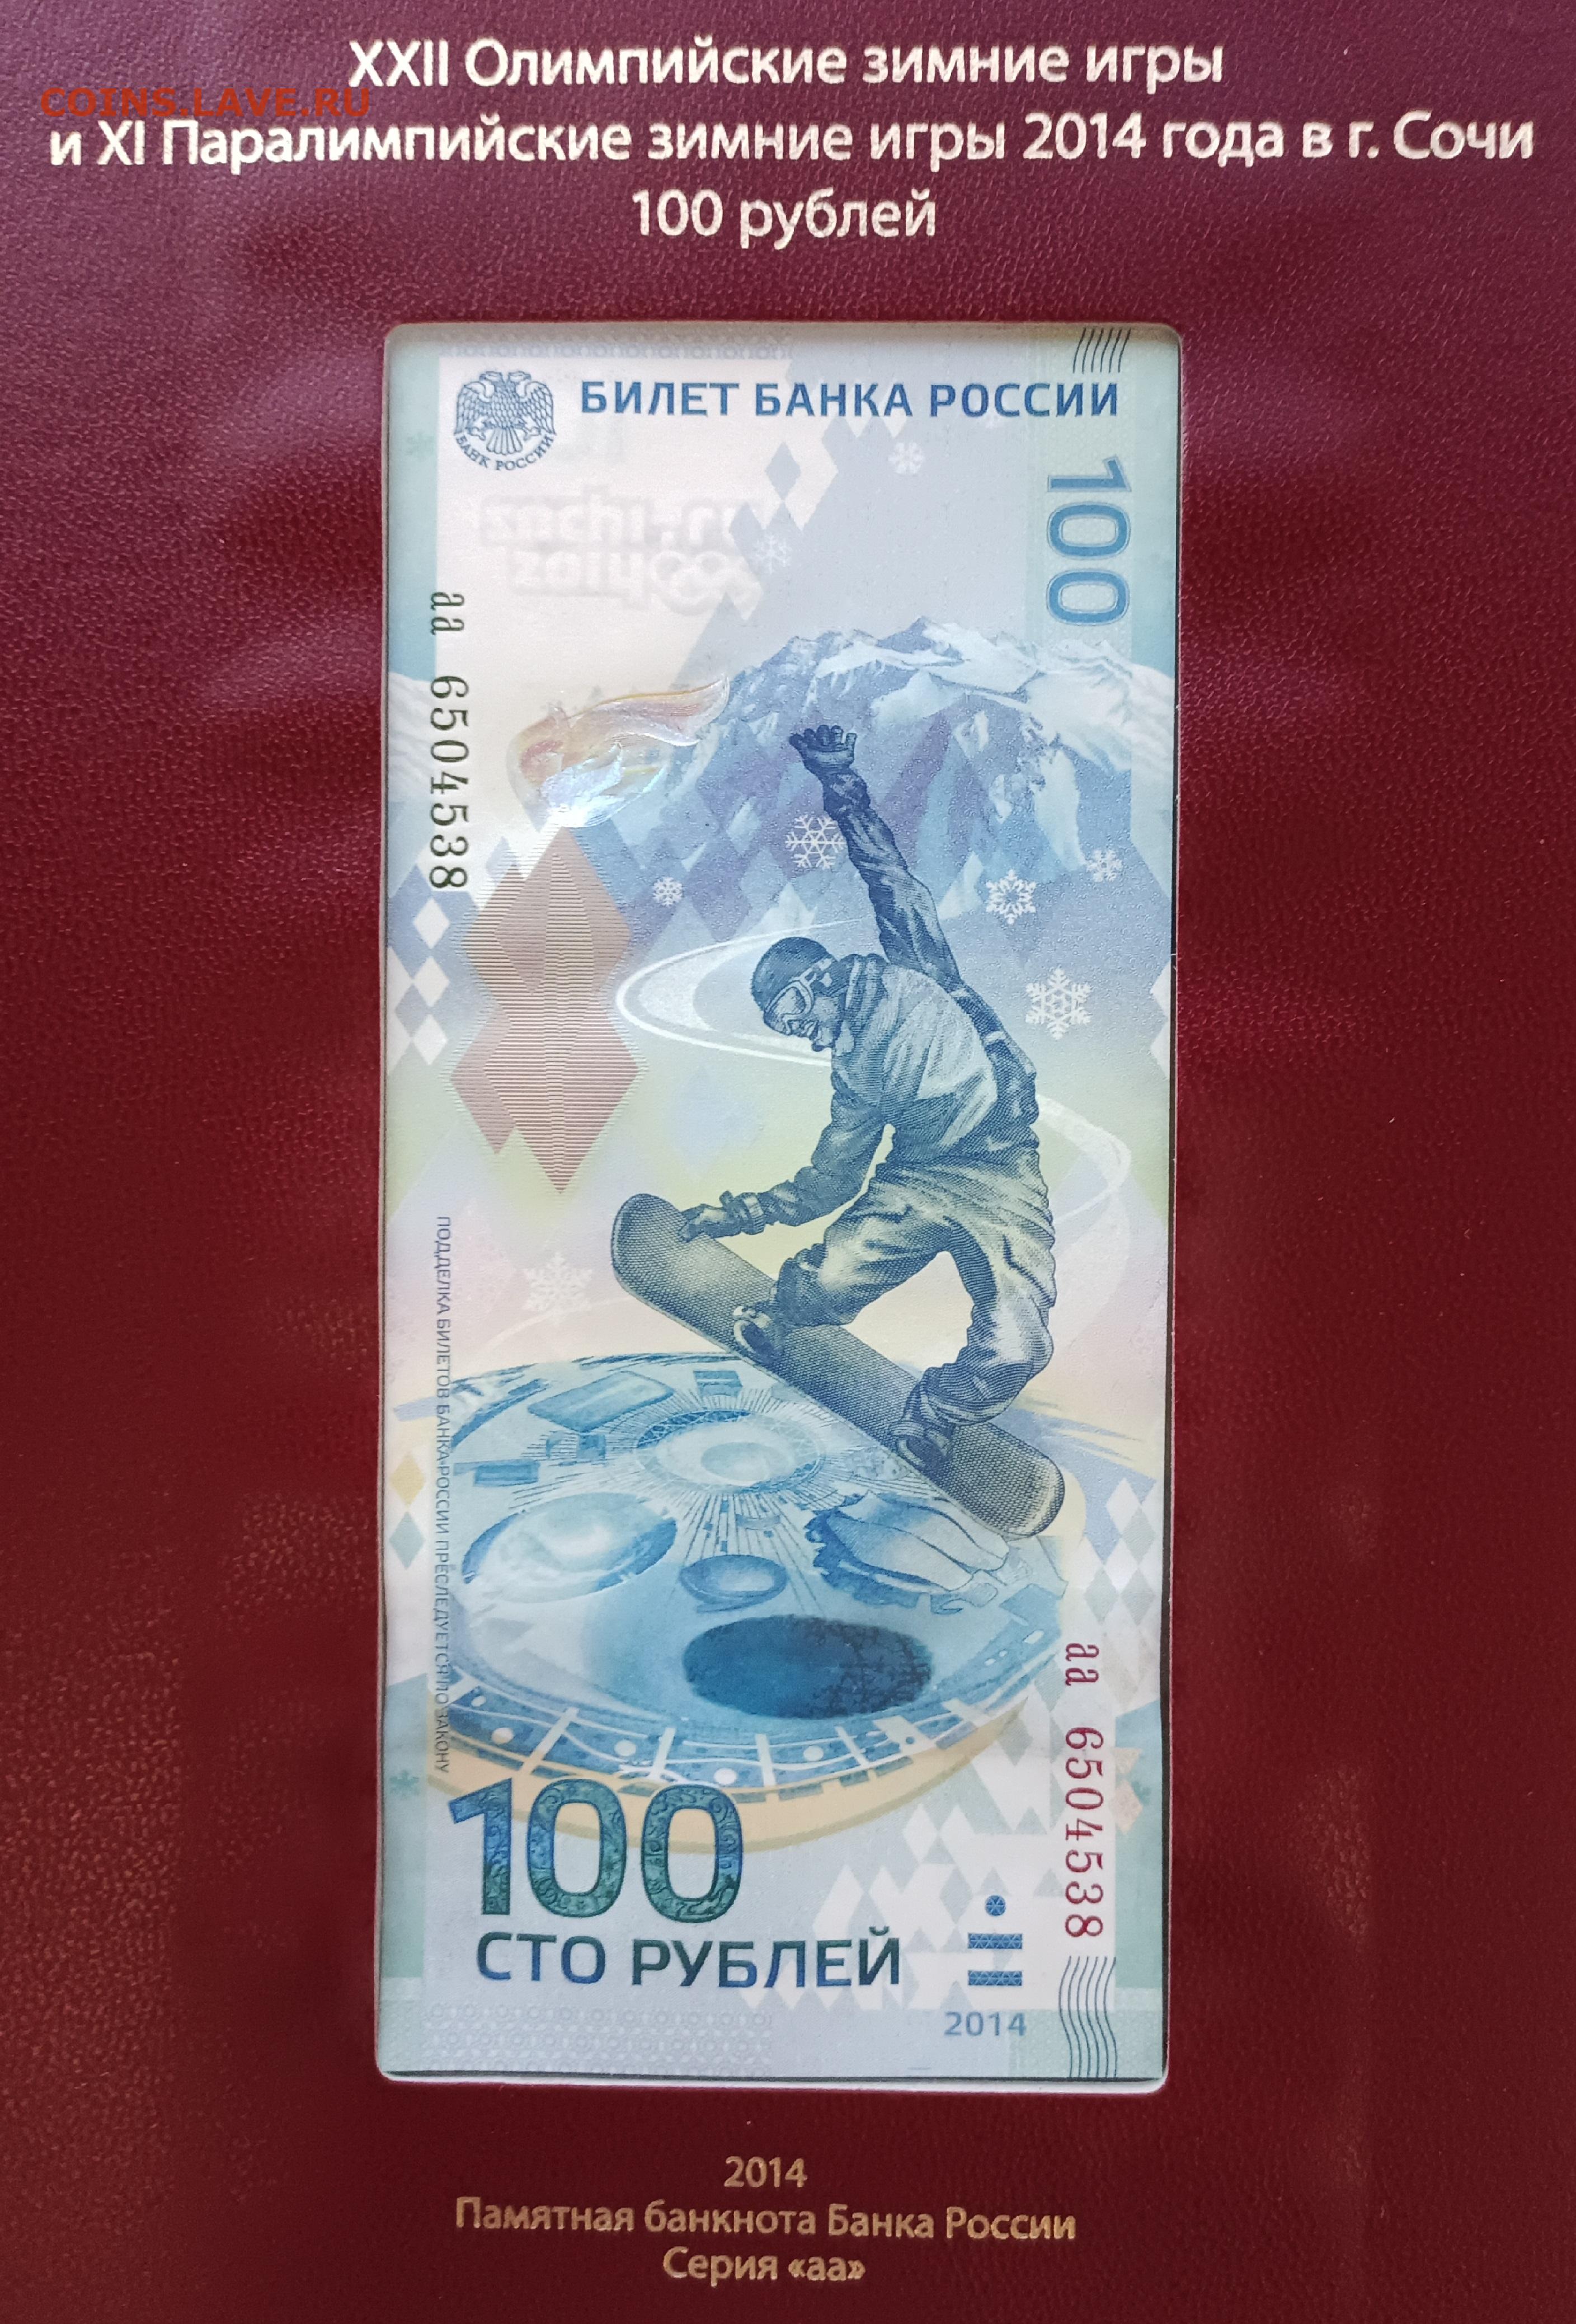 XXII Олимпийские зимние игры
COINS.LAVE.RU
и XI Паралимпийские зимние игры 2014 года в г. Сочи
100 рублей
БИЛЕТ БАНКА РОССИИ
БАНК РОССИИ
100
sochi.ru
2014
аа 6504538
ПОДДЕЛКА БИЛЕТОВ БАНКА РОССИИ ПРЕСЛЕДУЕТСЯ ПО ЗАКОНУ
аа 6504538
100
СТО РУБЛЕЙ
2014
2014
Памятная банкнота Банка России
Серия «аа»